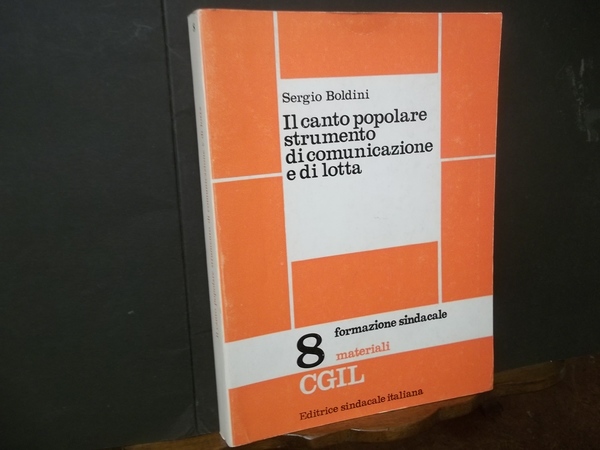 Sergio Boldini
Il canto popolare
strumento
di comunicazione
e di lotta
8
formazione sindacale
materiali
CGIL
Editrice sindacale italiana